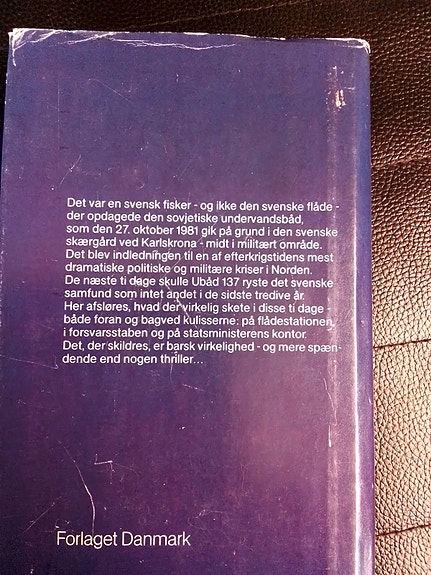 Det var en svensk fisker - og ikke den svenske flåde -
der opdagede den sovjetiske undervandsbåd,
som den 27. oktober 1981 gik på grund i den svenske
skærgård ved Karlskrona - midt i militært område.
Det blev indledningen til en af efterkrigstidens mest
dramatiske politiske og militære kriser i Norden.
De næste ti dage skulle Ubåd 137 ryste det svenske
samfund som intet andet i de sidste tredive år.
Her afsløres, hvad der virkelig skete i disse ti dage -
både foran og bagved kulisserne: på flådestationen,
i forsvarsstaben og på statsministerens kontor.
Det, der skildres, er barsk virkelighed - og mere spæn-
dende end nogen thriller...
Forlaget Danmark